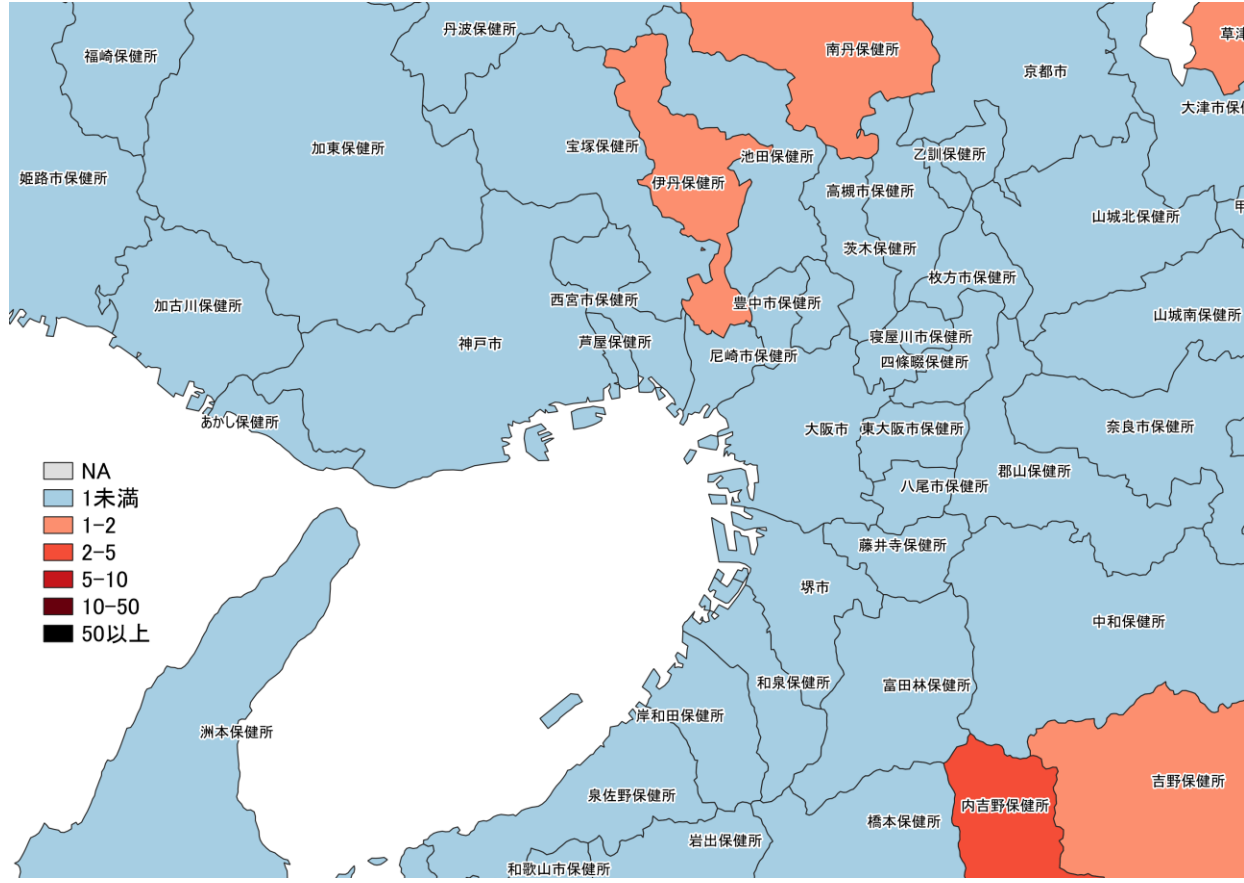 丹波保健所
福崎保健所
南丹保健所
草津
京都市
大津市保健
加東保健所
宝塚保健所
池田保健所
乙訓保健所
姫路市保健所
伊丹保健所
高槻市保健所
甲
山城北保健所
茨木保健所
枚方市保健所
加古川保健所
西宮市保健所
豊中市保健所
山城南保健所
神戸市
芦屋保健所
尼崎市保健所
寝屋川市保健所
四條畷保健所
あかし保健所
大阪市
東大阪市保健所
奈良市保健所
郡山保健所
八尾市保健所
NA
1未満
1-2
2-5
5-10
10-50
50以上
藤井寺保健所
堺市
中和保健所
和泉保健所
富田林保健所
岸和田保健所
洲本保健所
泉佐野保健所
吉野保健所
内吉野保健所
橋本保健所
岩出保健所
和歌山市保健所